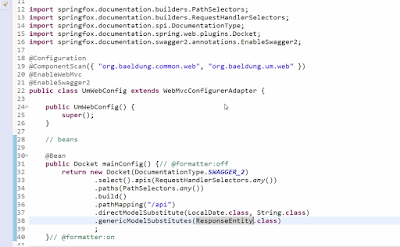 12 import springfox.documentation.builders.PathSelectors;
13 import springfox.documentation.builders.RequestHandlerSelectors;
14 import springfox.documentation.spi.DocumentationType;
15 import springfox.documentation.spring.web.plugins.Docket;
16 import springfox.documentation.swagger2.annotations.EnableSwagger2;
17
18 @Configuration
19 @ComponentScan({ "org.baeldung.common.web", "org.baeldung.um.web" })
20 @EnableWebMvc
21 @EnableSwagger2
22 public class UmWebConfig extends WebMvcConfigurerAdapter {
23
24 public UmWebConfig() {
25 super();
26 }
27
28 // beans
29
30 @Bean
31 public Docket mainConfig() {// @formatter:off
32 return new Docket(DocumentationType.SWAGGER_2)
33 .select().apis(RequestHandlerSelectors.any())
34 .paths(PathSelectors.any())
35 .build()
36 .pathMapping("/api")
37 .directModelSubstitute(LocalDate.class, String.class)
38 .genericModelSubstitutes(ResponseEntity.class)
39 ;
40 }// @formatter:on